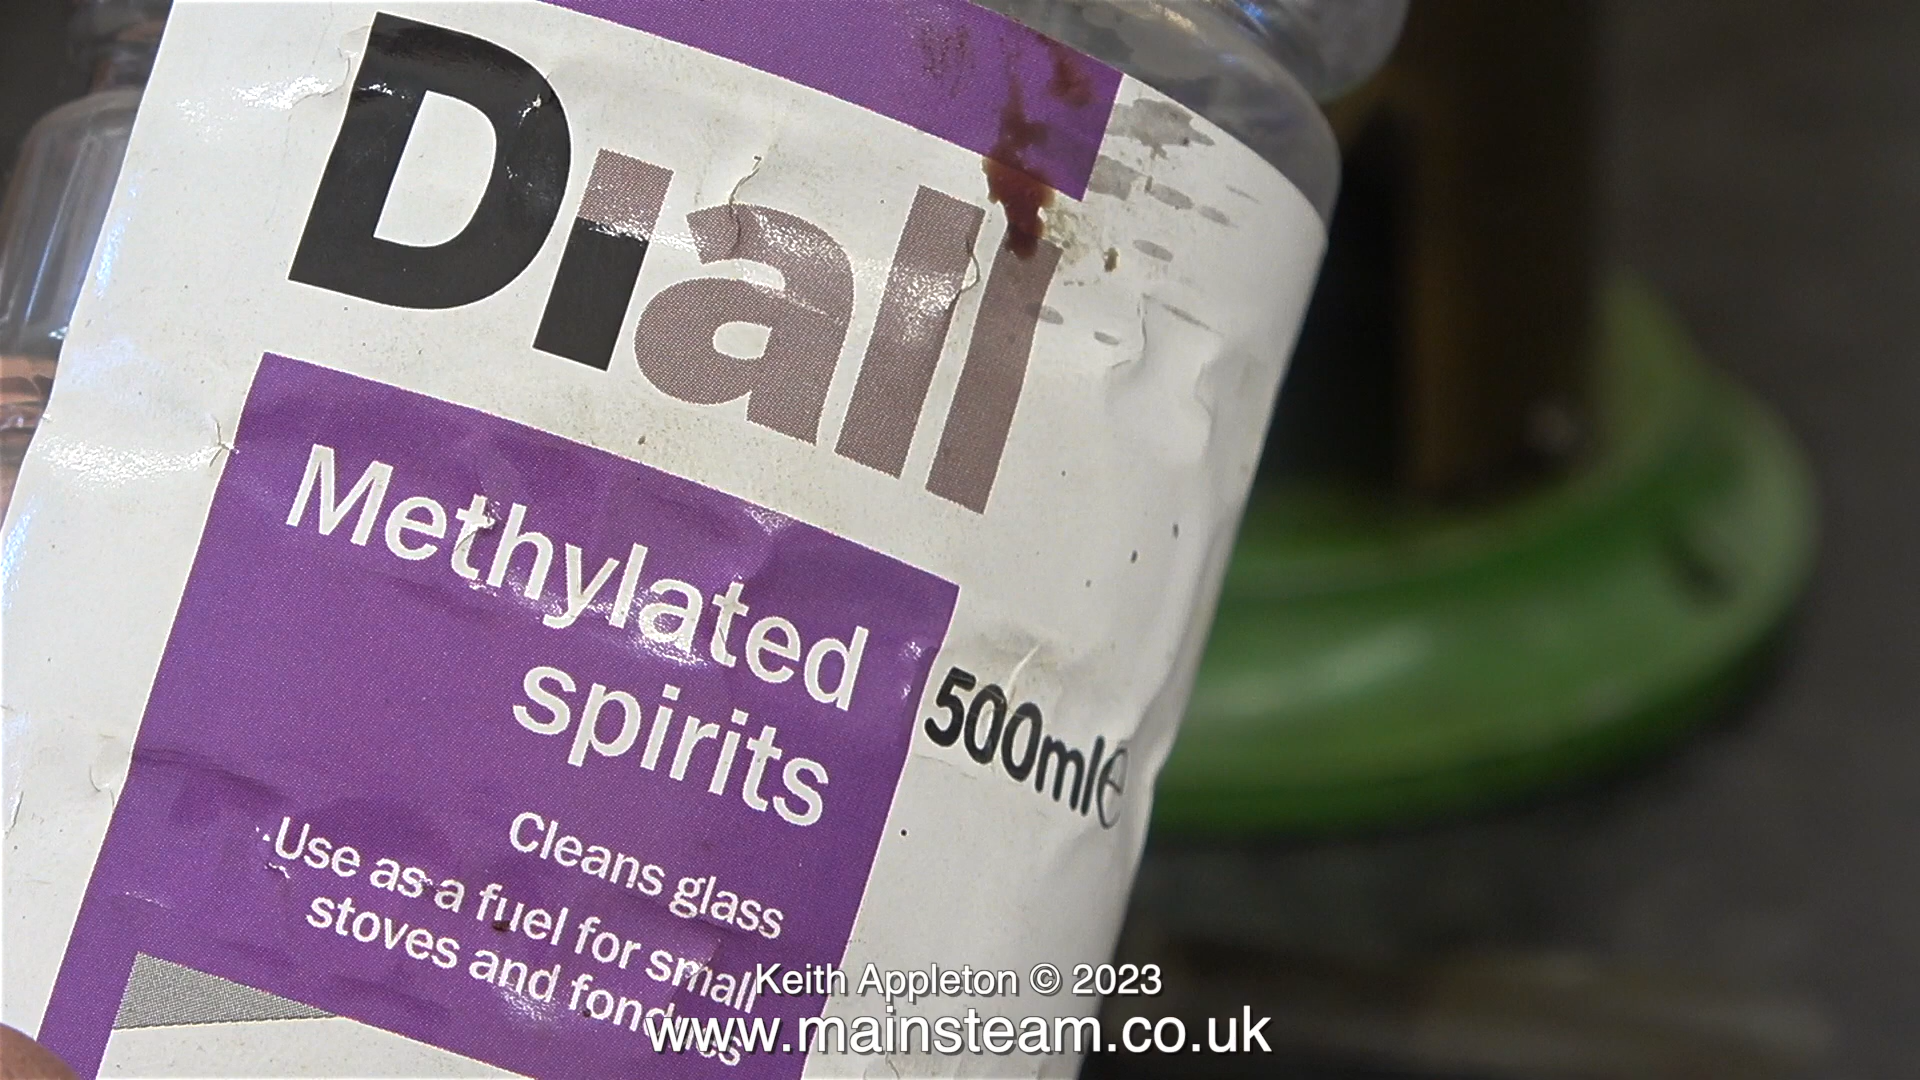 Diall
Methylated
spirits
500ml℮
Cleans glass
Use as a fuel for small
stoves and fondues
Keith Appleton © 2023
www.mainsteam.co.uk